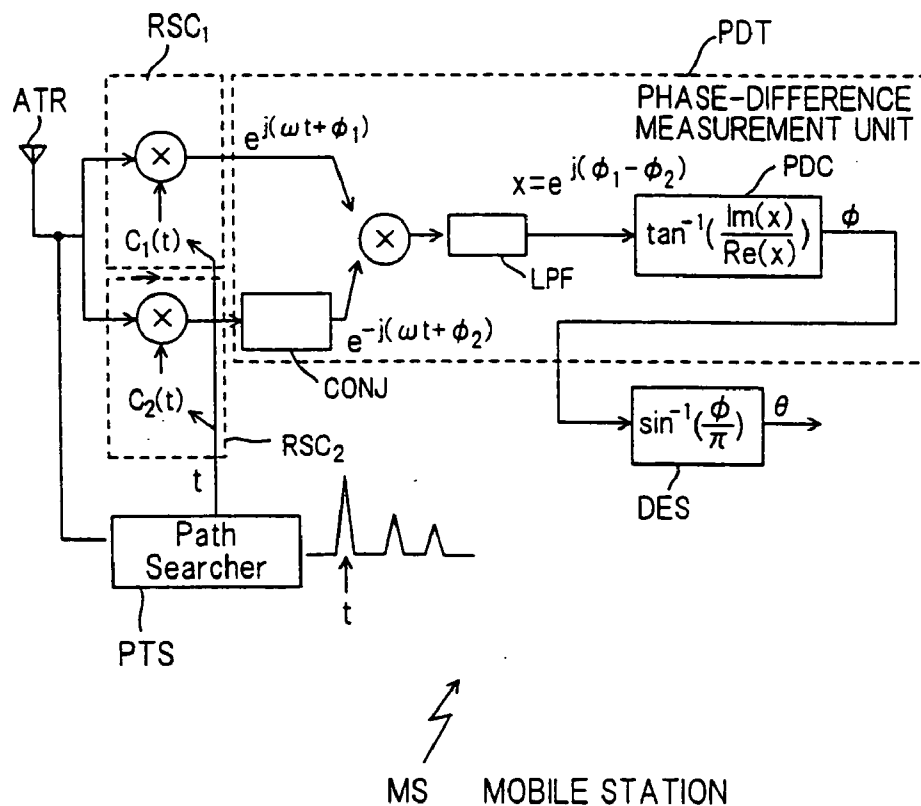 RSC₁
PDT
ATR
PHASE-DIFFERENCE
MEASUREMENT UNIT
e^{j(ωt+ϕ₁)}
x=e^{j(ϕ₁-ϕ₂)}
PDC
×
C₁(t)
×
LPF
tan⁻¹(Im(x)/Re(x))
ϕ
×
C₂(t)
CONJ
e^{-j(ωt+ϕ₂)}
RSC₂
sin⁻¹(ϕ/π)
θ
DES
t
Path
Searcher
t
PTS
MS MOBILE STATION